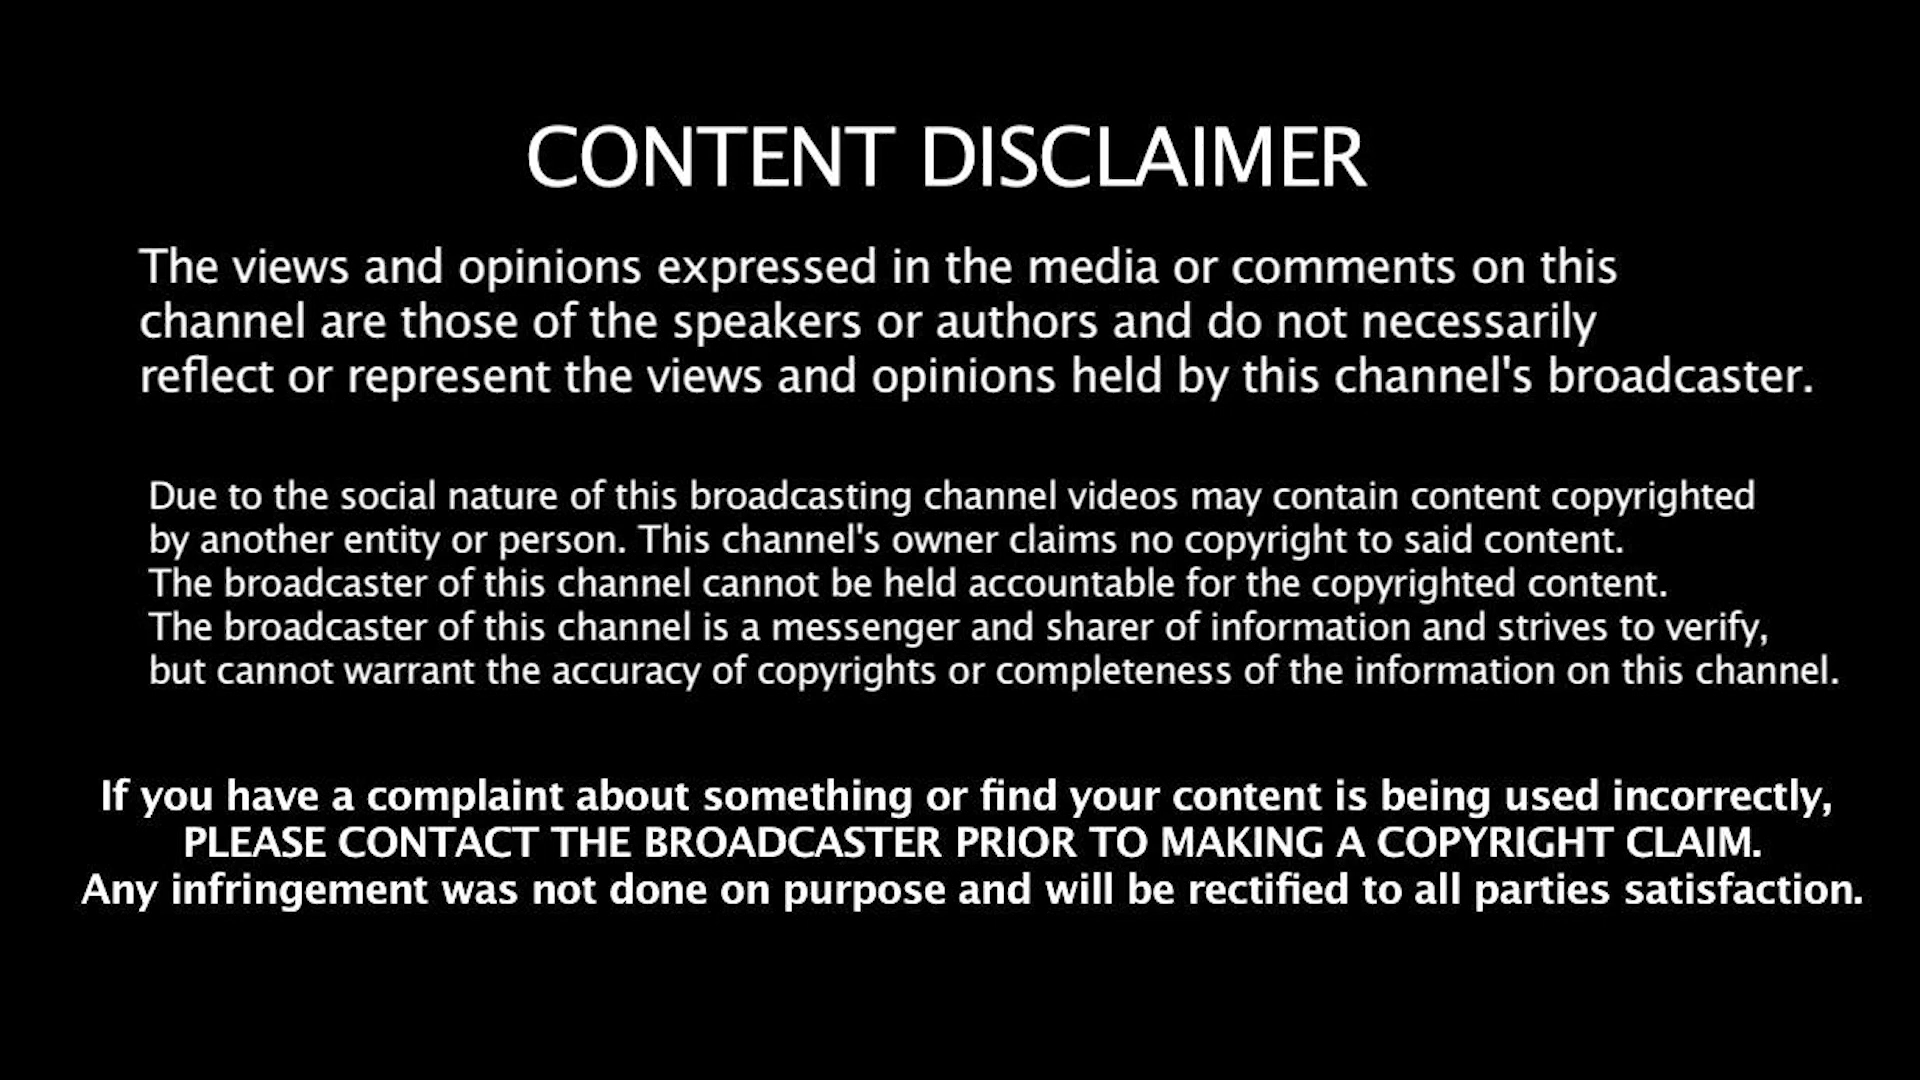 CONTENT DISCLAIMER
The views and opinions expressed in the media or comments on this
channel are those of the speakers or authors and do not necessarily
reflect or represent the views and opinions held by this channel's broadcaster.
Due to the social nature of this broadcasting channel videos may contain content copyrighted
by another entity or person. This channel's owner claims no copyright to said content.
The broadcaster of this channel cannot be held accountable for the copyrighted content.
The broadcaster of this channel is a messenger and sharer of information and strives to verify,
but cannot warrant the accuracy of copyrights or completeness of the information on this channel.
If you have a complaint about something or find your content is being used incorrectly,
PLEASE CONTACT THE BROADCASTER PRIOR TO MAKING A COPYRIGHT CLAIM.
Any infringement was not done on purpose and will be rectified to all parties satisfaction.